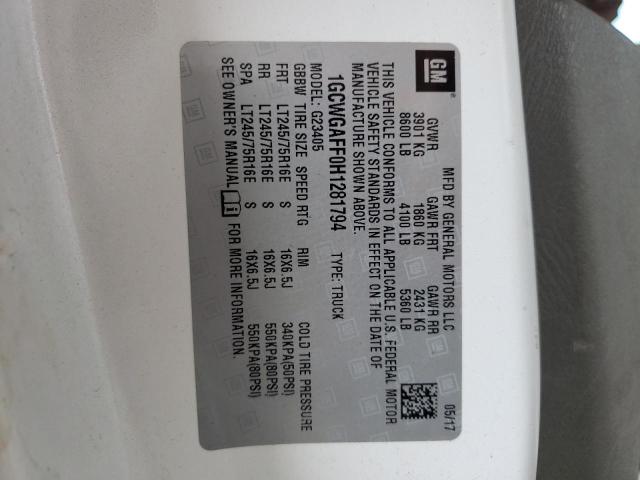 GM
MFD BY GENERAL MOTORS LLC 05/17
GVWR GAWR FRT GAWR RR
3901 KG 1860 KG 2431 KG
8600 LB 4100 LB 5360 LB
THIS VEHICLE CONFORMS TO ALL APPLICABLE U.S. FEDERAL MOTOR
VEHICLE SAFETY STANDARDS IN EFFECT ON THE DATE OF
MANUFACTURE SHOWN ABOVE.
1GCWGAFF0H1281794 TYPE: TRUCK
MODEL: G23405
GBBW TIRE SIZE SPEED RTG RIM COLD TIRE PRESSURE
FRT LT245/75R16E S 16X6.5J 340KPA(50PSI)
RR LT245/75R16E S 16X6.5J 550KPA(80PSI)
SPA LT245/75R16E S 16X6.5J 550KPA(80PSI)
SEE OWNER'S MANUAL FOR MORE INFORMATION.